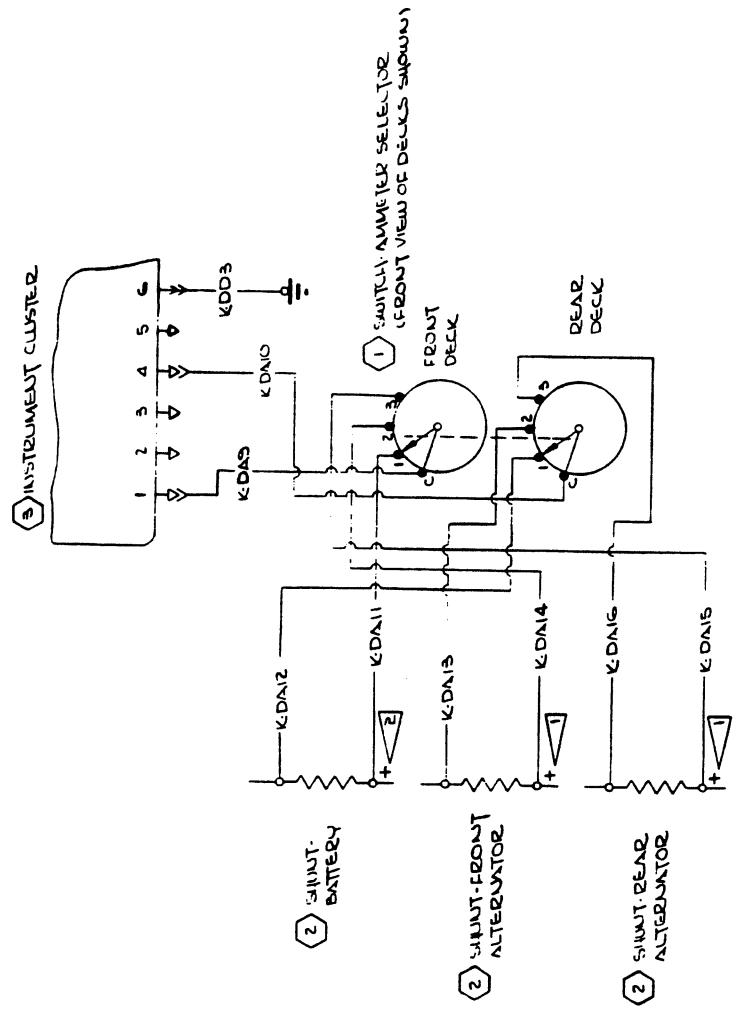 3 INSTRUMENT CLUSTER
1
2
3
4
5
6
K-DA9
K-DA10
KDD3
1 SWITCH-AMMETER SELECTOR
(FRONT VIEW OF DECKS SHOWN)
FRONT
DECK
C
1
2
3
REAR
DECK
C
1
2
3
K-DA12
K-DA11
K-DA13
K-DA14
K-DA16
K-DA15
+
2
+
1
+
1
2 SHUNT-
BATTERY
2 SHUNT-FRONT
ALTERNATOR
2 SHUNT-REAR
ALTERNATOR